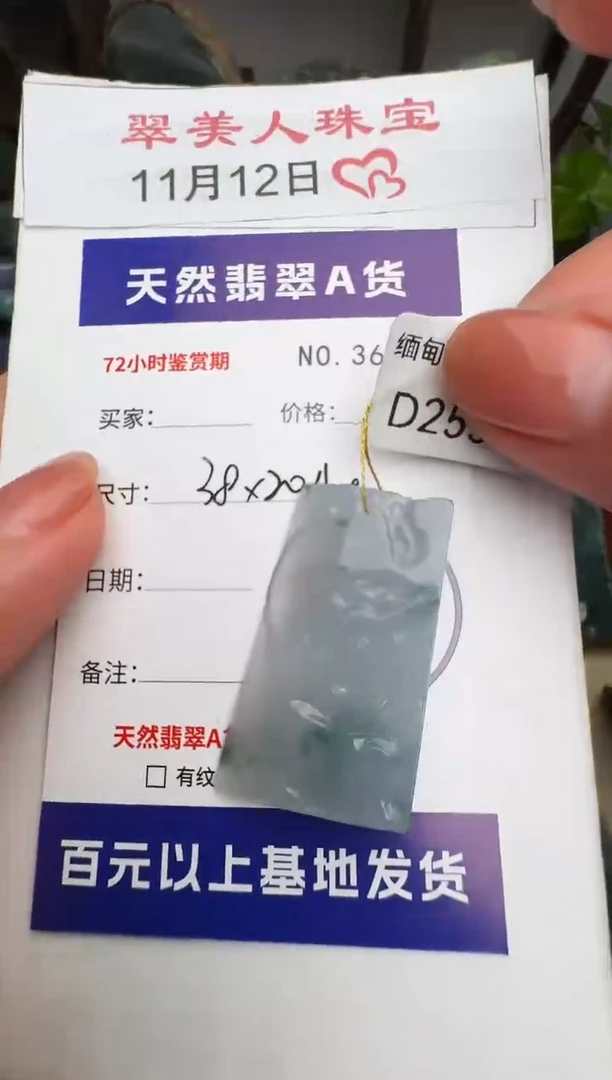 翠美人珠宝
11月12日
天然翡翠A货
72小时鉴赏期 NO.36
缅甸
D25
买家: 价格:
尺寸: 38×20
日期:
备注:
天然翡翠A
有纹
百元以上基地发货